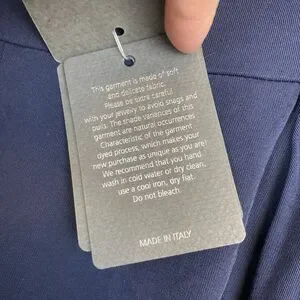 This garment is made of soft
and delicate fabric.
Please be extra careful
with your jewelry to avoid snags and
pulls. The shade variances of this
garment are natural occurrences
Characteristic of the garment
dyed process, which makes your
new purchase as unique as you are!
We recommend that you hand
wash in cold water or dry clean,
use a cool iron, dry flat.
Do not bleach.
MADE IN ITALY